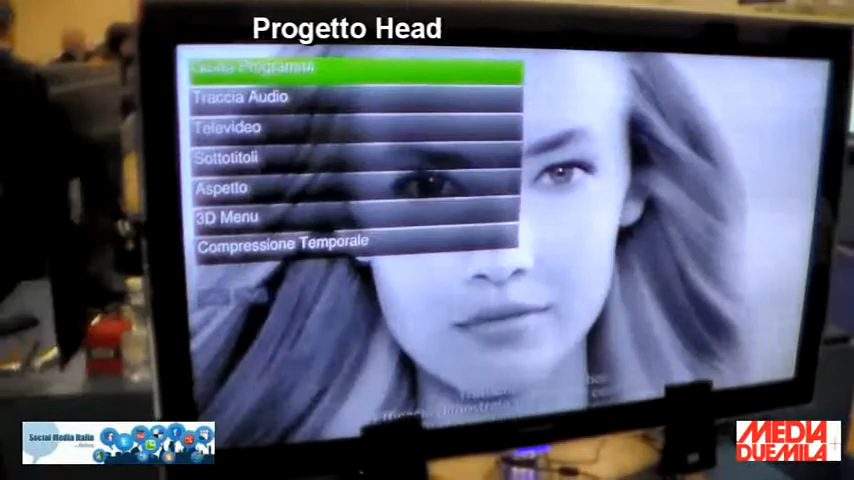 Progetto Head
Guida Programmi
Traccia Audio
Televideo
Sottotitoli
Aspetto
3D Menu
Compressione Temporale
Social Media Italia
MEDIA
DUEMILA